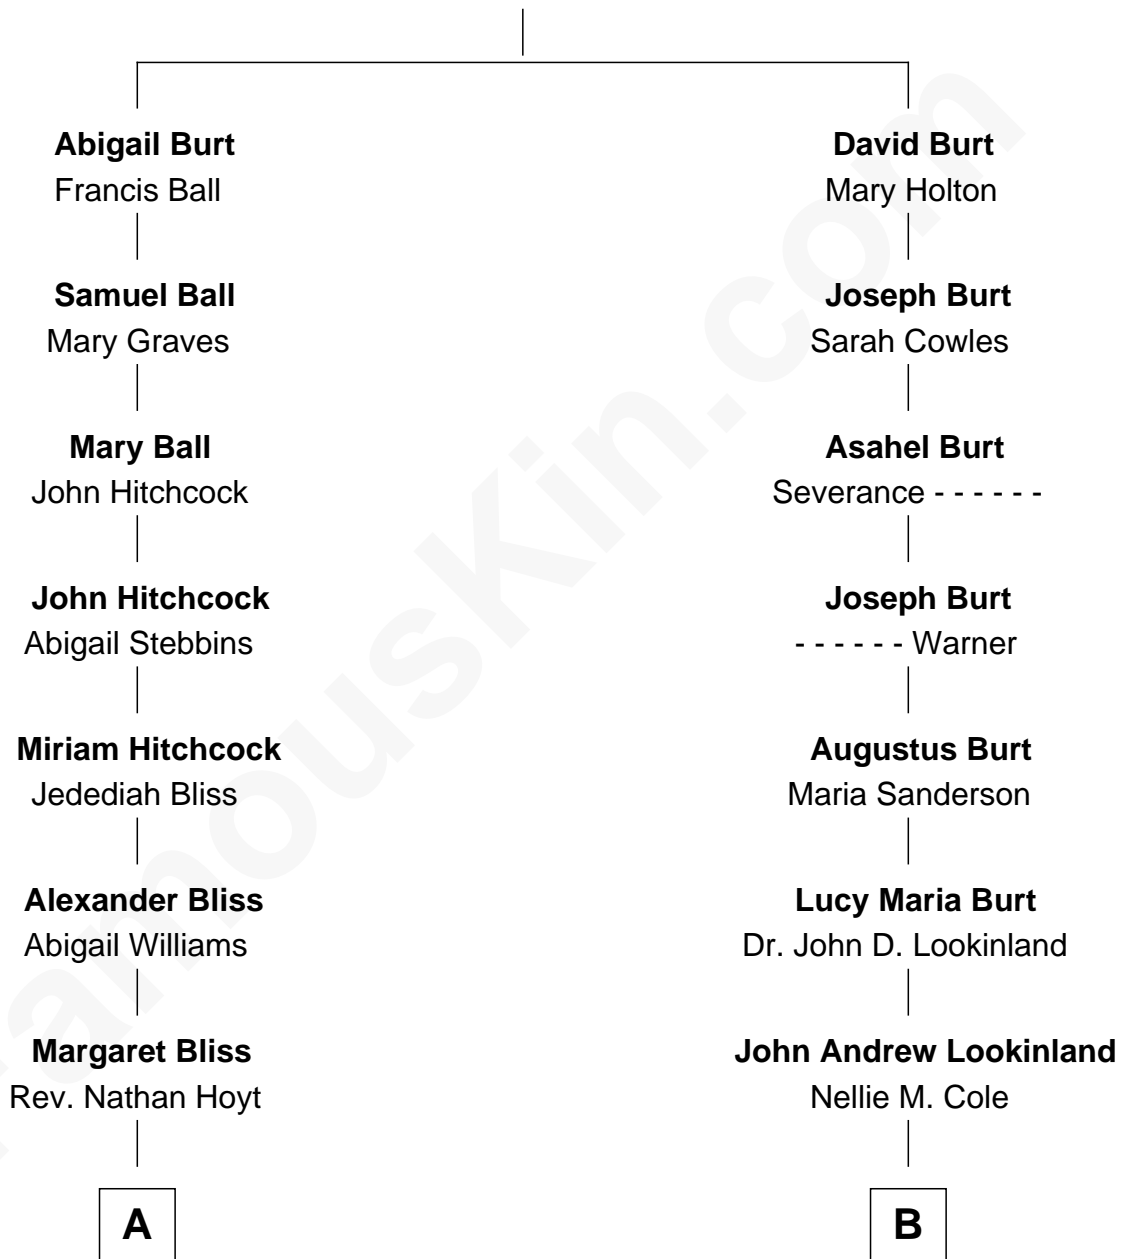 Abigail Burt
Francis Ball
Samuel Ball
Mary Graves
Mary Ball
John Hitchcock
John Hitchcock
Abigail Stebbins
Miriam Hitchcock
Jedediah Bliss
Alexander Bliss
Abigail Williams
Margaret Bliss
Rev. Nathan Hoyt
A
David Burt
Mary Holton
Joseph Burt
Sarah Cowles
Asahel Burt
Severance - - - - - -
Joseph Burt
- - - - - - Warner
Augustus Burt
Maria Sanderson
Lucy Maria Burt
Dr. John D. Lookinland
John Andrew Lookinland
Nellie M. Cole
B
FamousKin.com